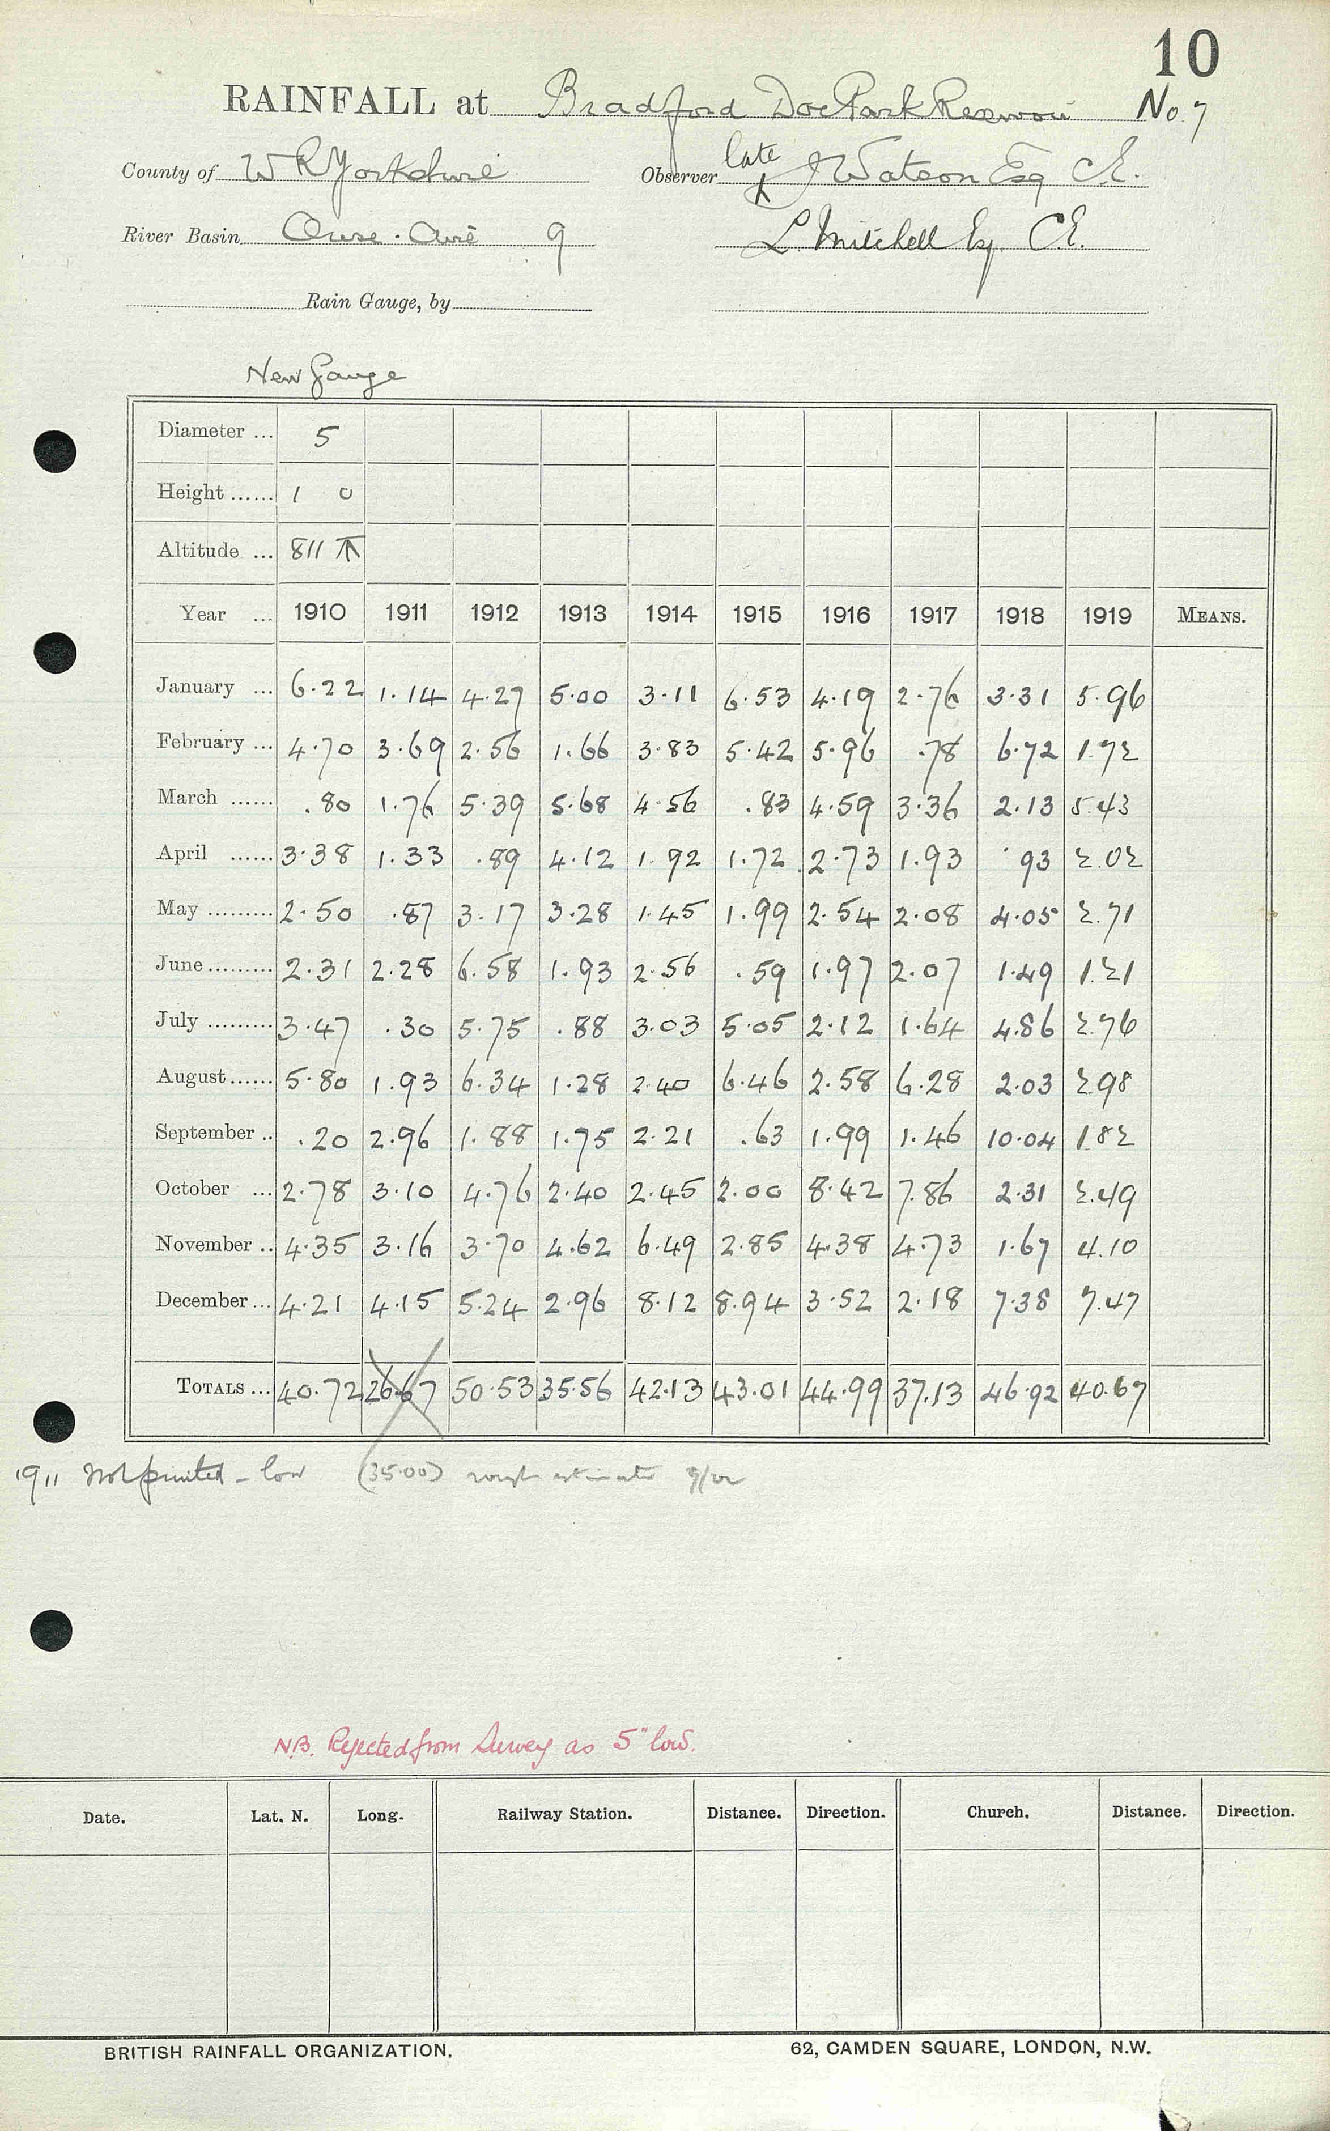 10
RAINFALL at Bradford Doe Park Reservoir No. 7
County of W R Yorkshire Observer late J Watson Esq C.E.
River Basin Ouse . Aire 9 L. Mitchell Esq C.E.
Rain Gauge, by
New Gauge
Diameter ... 5
Height ...... 1 0
Altitude ... 811
Year ... 1910 1911 1912 1913 1914 1915 1916 1917 1918 1919 MEANS.
January ... 6.22 1.14 4.27 5.00 3.11 6.53 4.19 2.76 3.31 5.96
February ... 4.70 3.69 2.56 1.66 3.83 5.42 5.96 .78 6.72 1.72
March ...... .80 1.76 5.39 5.68 4.56 .83 4.59 3.36 2.13 5.43
April ...... 3.38 1.33 .89 4.12 1.92 1.72 2.73 1.93 .93 2.02
May ......... 2.50 .87 3.17 3.28 1.45 1.99 2.54 2.08 4.05 2.71
June ......... 2.31 2.28 6.58 1.93 2.56 .59 1.97 2.07 1.49 1.21
July ......... 3.47 .30 5.75 .88 3.03 5.05 2.12 1.64 4.86 2.76
August ...... 5.80 1.93 6.34 1.28 2.40 6.46 2.58 6.28 2.03 2.98
September .. .20 2.96 1.88 1.75 2.21 .63 1.99 1.46 10.04 1.82
October ... 2.78 3.10 4.76 2.40 2.45 2.00 8.42 7.86 2.31 2.49
November .. 4.35 3.16 3.70 4.62 6.49 2.85 4.38 4.73 1.67 4.10
December ... 4.21 4.15 5.24 2.96 8.12 8.94 3.52 2.18 7.38 7.47
TOTALS ... 40.72 26.67 50.53 35.56 42.13 43.01 44.99 37.13 46.92 40.67
1911 Not printed - low (35.00) rough estimate
N.B. Rejected from Survey as 5" low.
Date. Lat. N. Long. Railway Station. Distance. Direction. Church. Distance. Direction.
BRITISH RAINFALL ORGANIZATION. 62, CAMDEN SQUARE, LONDON, N.W.